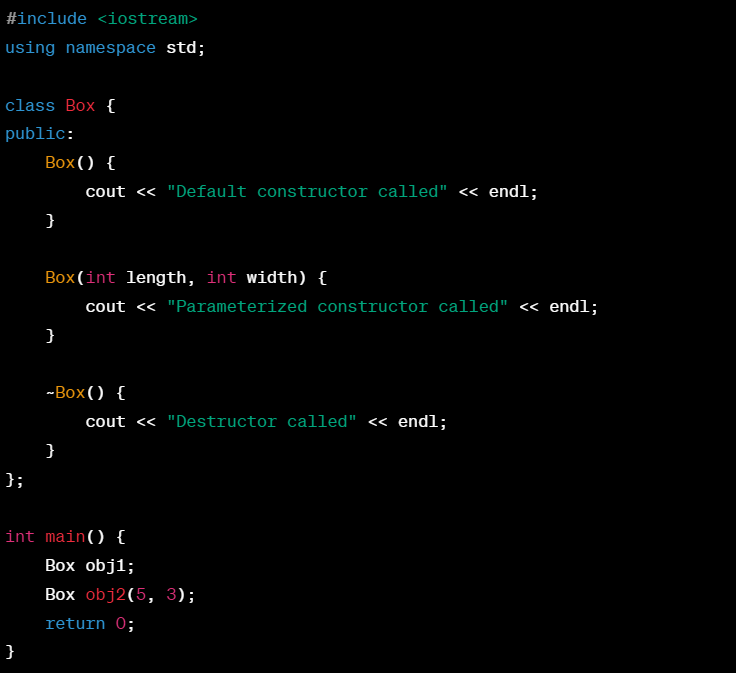 #include <iostream>
using namespace std;

class Box {
public:
    Box() {
        cout << "Default constructor called" << endl;
    }

    Box(int length, int width) {
        cout << "Parameterized constructor called" << endl;
    }

    ~Box() {
        cout << "Destructor called" << endl;
    }
};

int main() {
    Box obj1;
    Box obj2(5, 3);
    return 0;
}